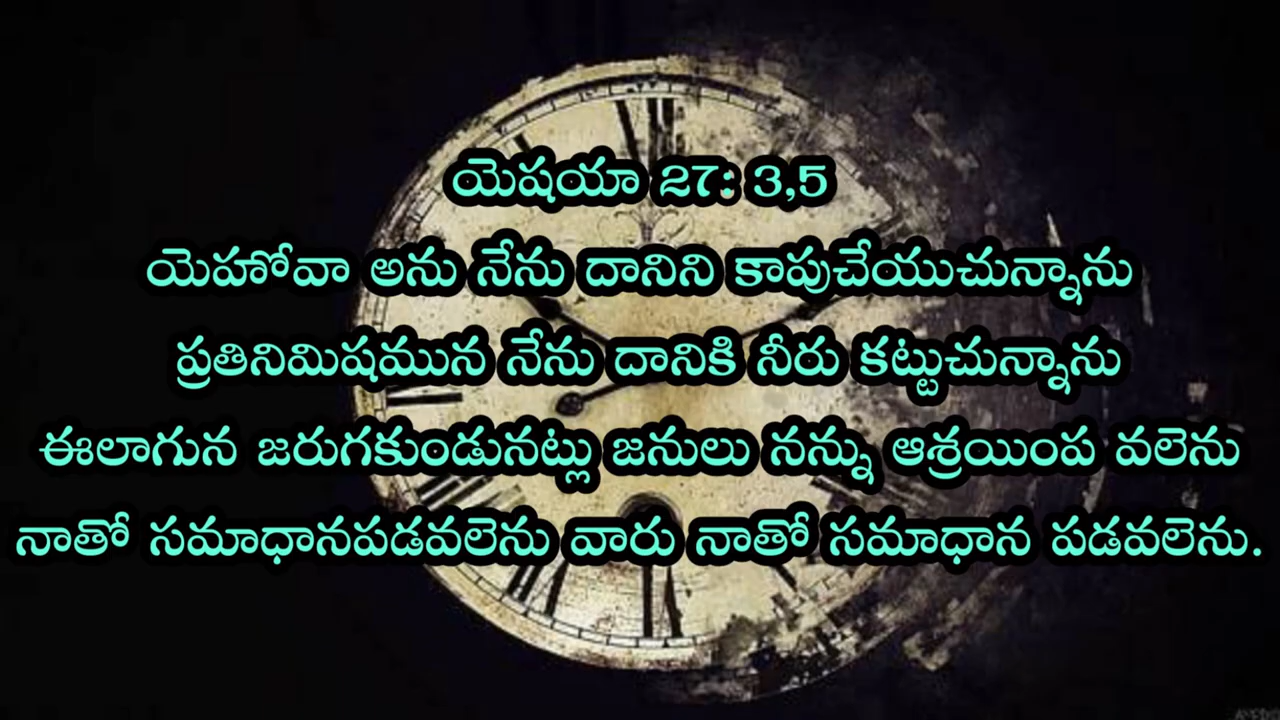 యెషయా 27: 3,5
యెహోవా అను నేను దానిని కాపుచేయుచున్నాను
ప్రతినిమిషమున నేను దానికి నీరు కట్టుచున్నాను
ఈలాగున జరుగకుండునట్లు జనులు నన్ను ఆశ్రయింప వలెను
నాతో సమాధానపడవలెను వారు నాతో సమాధాన పడవలెను.